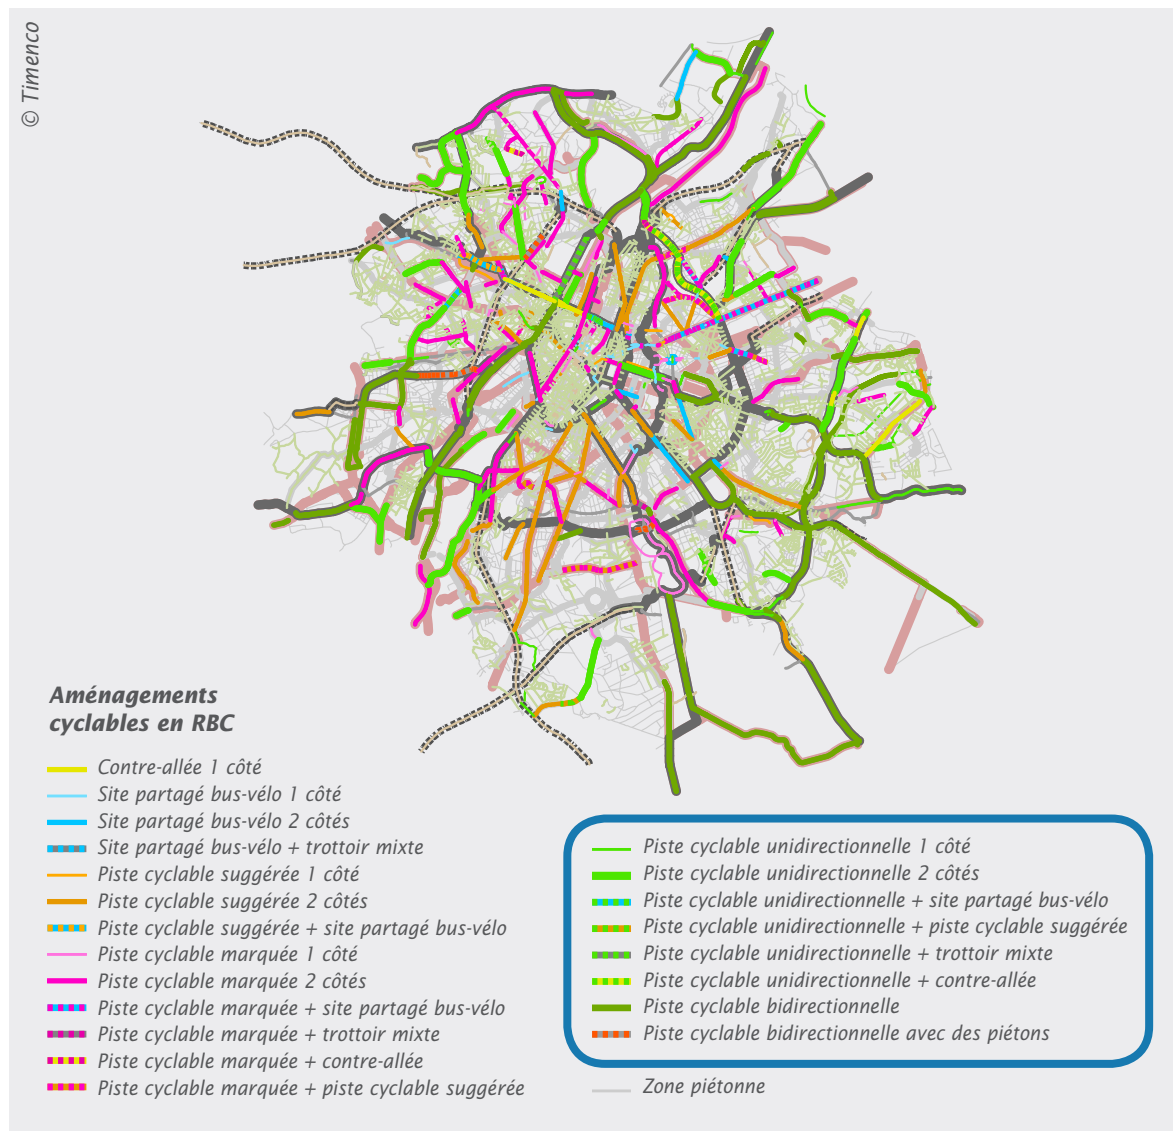 © Timenco
Aménagements
cyclables en RBC
Contre-allée 1 côté
Site partagé bus-vélo 1 côté
Site partagé bus-vélo 2 côtés
Site partagé bus-vélo + trottoir mixte
Piste cyclable suggérée 1 côté
Piste cyclable suggérée 2 côtés
Piste cyclable suggérée + site partagé bus-vélo
Piste cyclable marquée 1 côté
Piste cyclable marquée 2 côtés
Piste cyclable marquée + site partagé bus-vélo
Piste cyclable marquée + trottoir mixte
Piste cyclable marquée + contre-allée
Piste cyclable marquée + piste cyclable suggérée
Piste cyclable unidirectionnelle 1 côté
Piste cyclable unidirectionnelle 2 côtés
Piste cyclable unidirectionnelle + site partagé bus-vélo
Piste cyclable unidirectionnelle + piste cyclable suggérée
Piste cyclable unidirectionnelle + trottoir mixte
Piste cyclable unidirectionnelle + contre-allée
Piste cyclable bidirectionnelle
Piste cyclable bidirectionnelle avec des piétons
Zone piétonne